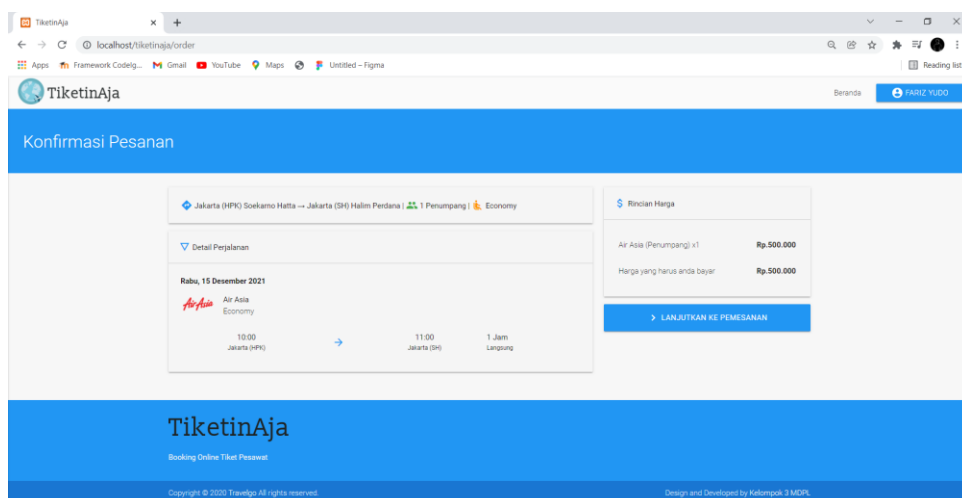 TiketinAja
localhost/tiketinaja/order
Apps Framework CodeIg... Gmail YouTube Maps Untitled – Figma Reading list
TiketinAja Beranda FARIZ YUDO
Konfirmasi Pesanan
Jakarta (HPK) Soekarno Hatta → Jakarta (SH) Halim Perdana | 1 Penumpang | Economy
Detail Perjalanan
Rabu, 15 Desember 2021
AirAsia
Air Asia
Economy
10:00 → 11:00 1 Jam
Jakarta (HPK) Jakarta (SH) Langsung
$ Rincian Harga
Air Asia (Penumpang) x1 Rp.500.000
Harga yang harus anda bayar Rp.500.000
> LANJUTKAN KE PEMESANAN
TiketinAja
Booking Online Tiket Pesawat
Copyright © 2020 Travelgo All rights reserved. Design and Developed by Kelompok 3 MDPL